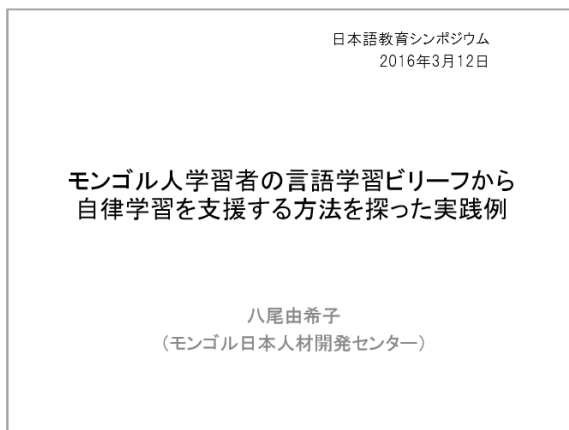 日本語教育シンポジウム
2016年3月12日
モンゴル人学習者の言語学習ビリーフから
自律学習を支援する方法を探った実践例
八尾由希子
（モンゴル日本人材開発センター）